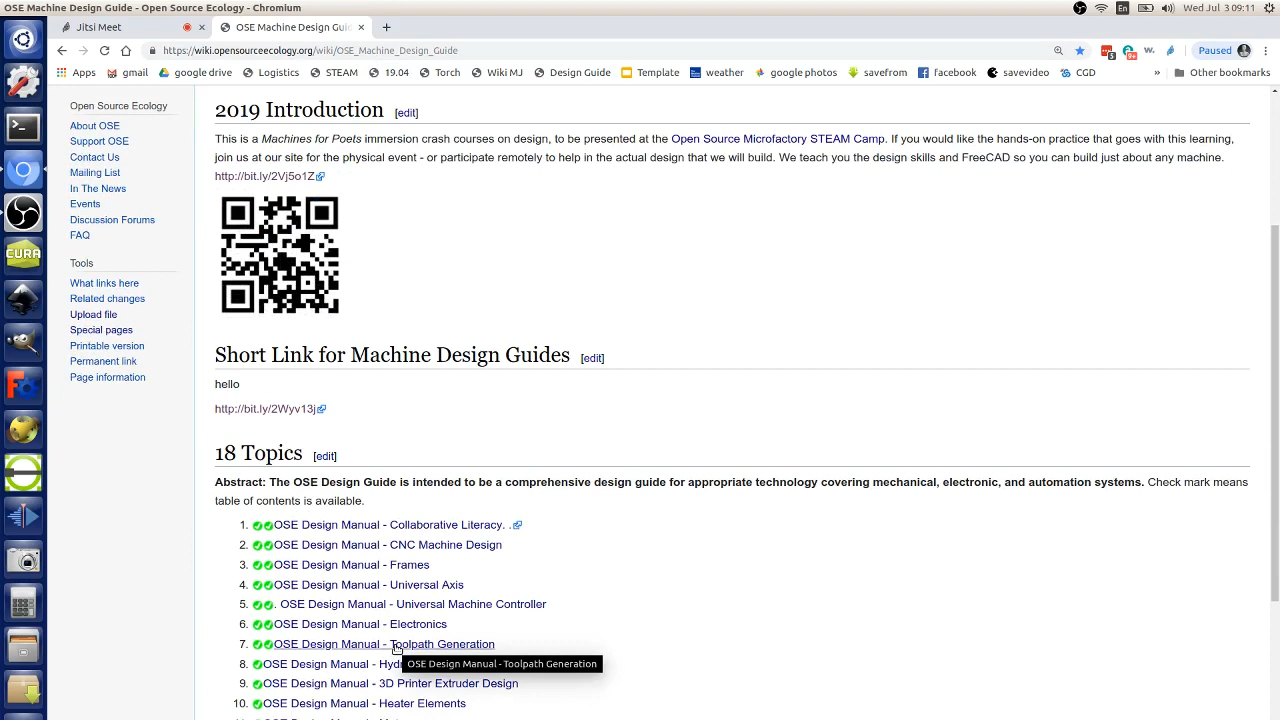 OSE Machine Design Guide - Open Source Ecology - Chromium
En
Wed Jul 3 09:11
Jitsi Meet
OSE Machine Design Gui
https://wiki.opensourceecology.org/wiki/OSE_Machine_Design_Guide
5
9+
w.
Paused
Apps
gmail
google drive
Logistics
STEAM
19.04
Torch
Wiki MJ
Design Guide
Template
weather
google photos
savefrom
facebook
savevideo
CGD
»
Other bookmarks
Open Source Ecology
About OSE
Support OSE
Contact Us
Mailing List
In The News
Events
Discussion Forums
FAQ
Tools
What links here
Related changes
Upload file
Special pages
Printable version
Permanent link
Page information
CURA
2019 Introduction [edit]
This is a Machines for Poets immersion crash courses on design, to be presented at the Open Source Microfactory STEAM Camp. If you would like the hands-on practice that goes with this learning,
join us at our site for the physical event - or participate remotely to help in the actual design that we will build. We teach you the design skills and FreeCAD so you can build just about any machine.
http://bit.ly/2Vj5o1Z
Short Link for Machine Design Guides [edit]
hello
http://bit.ly/2Wyv13j
18 Topics [edit]
Abstract: The OSE Design Guide is intended to be a comprehensive design guide for appropriate technology covering mechanical, electronic, and automation systems. Check mark means
table of contents is available.
1. OSE Design Manual - Collaborative Literacy. .
2. OSE Design Manual - CNC Machine Design
3. OSE Design Manual - Frames
4. OSE Design Manual - Universal Axis
5. . OSE Design Manual - Universal Machine Controller
6. OSE Design Manual - Electronics
7. OSE Design Manual - Toolpath Generation
8. OSE Design Manual - Hydr
OSE Design Manual - Toolpath Generation
9. OSE Design Manual - 3D Printer Extruder Design
10. OSE Design Manual - Heater Elements